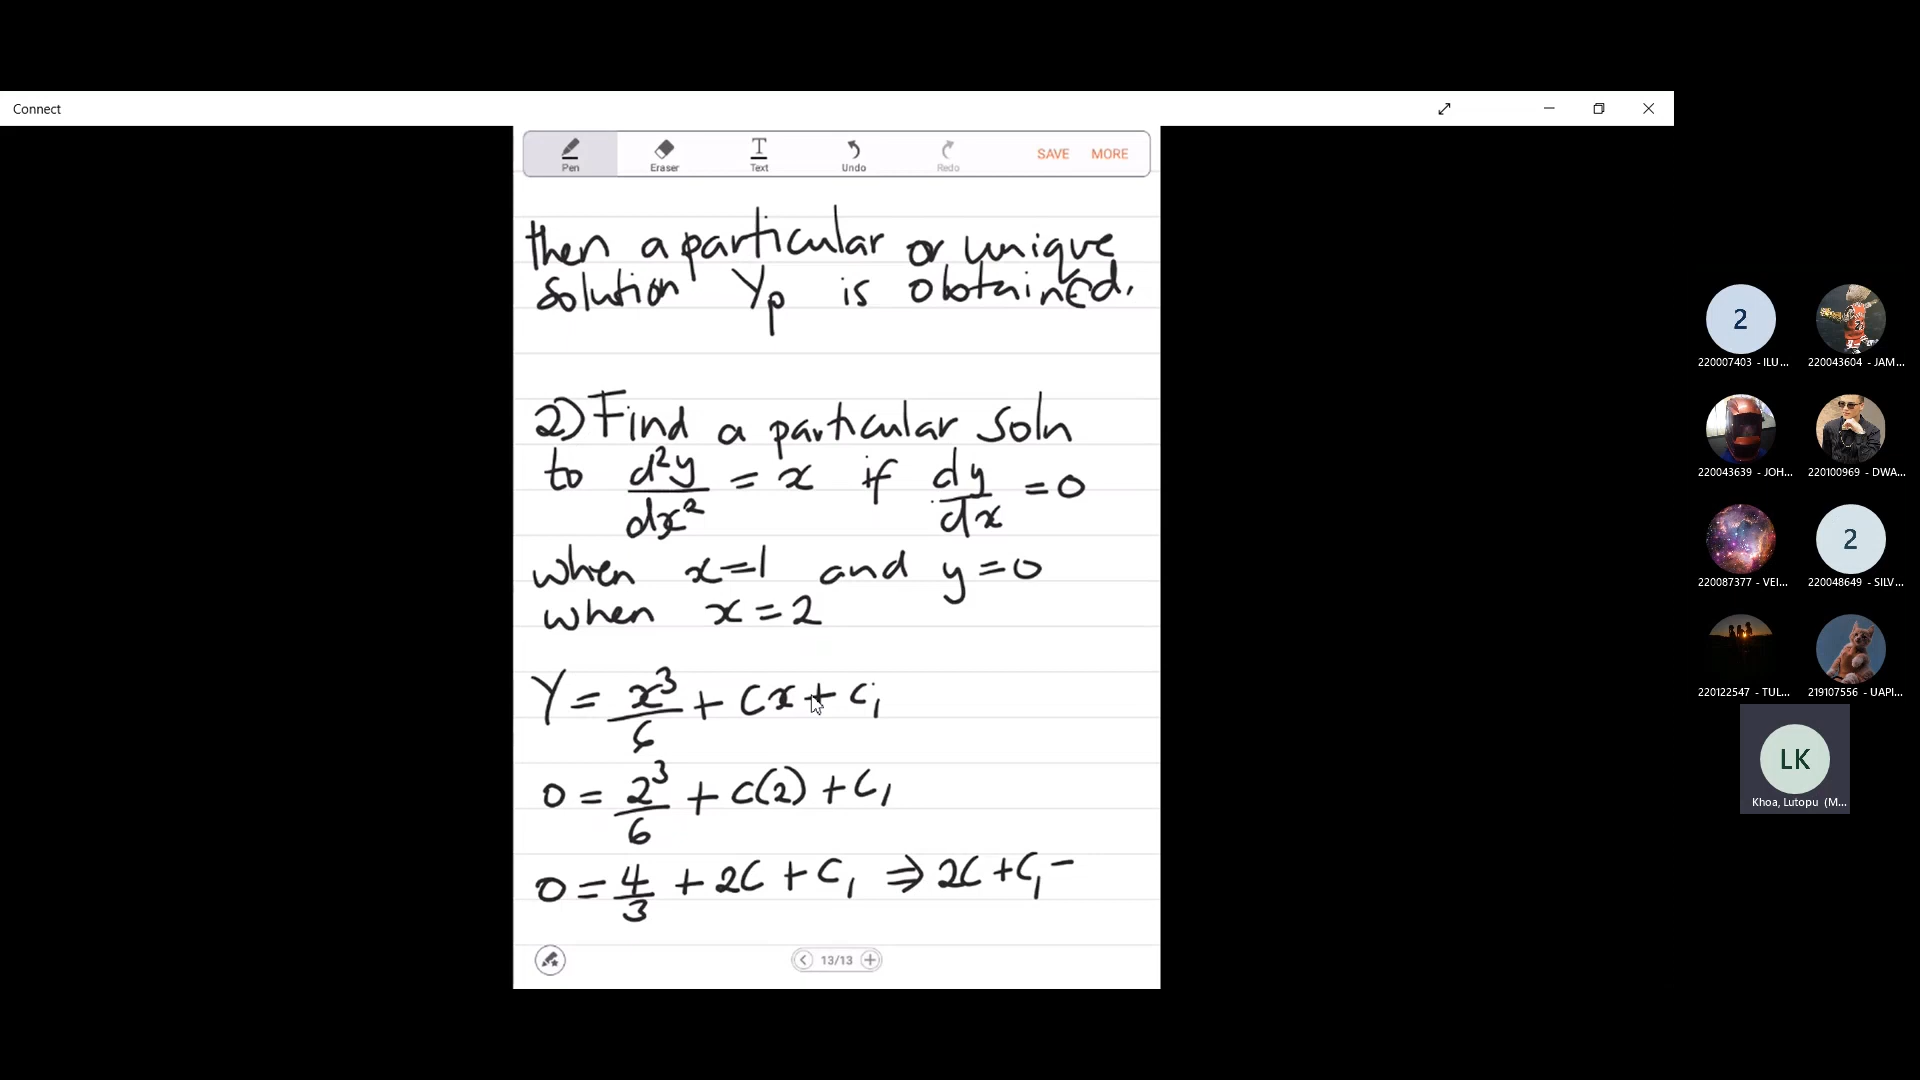 Connect
Pen
Eraser
Text
Undo
Redo
SAVE
MORE
then a particular or unique
solution Yp is obtained.
2) Find a particular soln
to d²y/dx² = x if dy/dx = 0
when x=1 and y=0
when x=2
Y = x³/6 + Cx + C₁
0 = 2³/6 + C(2) + C₁
0 = 4/3 + 2C + C₁ ⇒ 2C + C₁ -
13/13
2
220007403 - ILU...
220043604 - JAM...
220043639 - JOH...
220100969 - DWA...
220087377 - VEI...
2
220048649 - SILV...
220122547 - TUL...
219107556 - UAPI...
LK
Khoa, Lutopu (M...